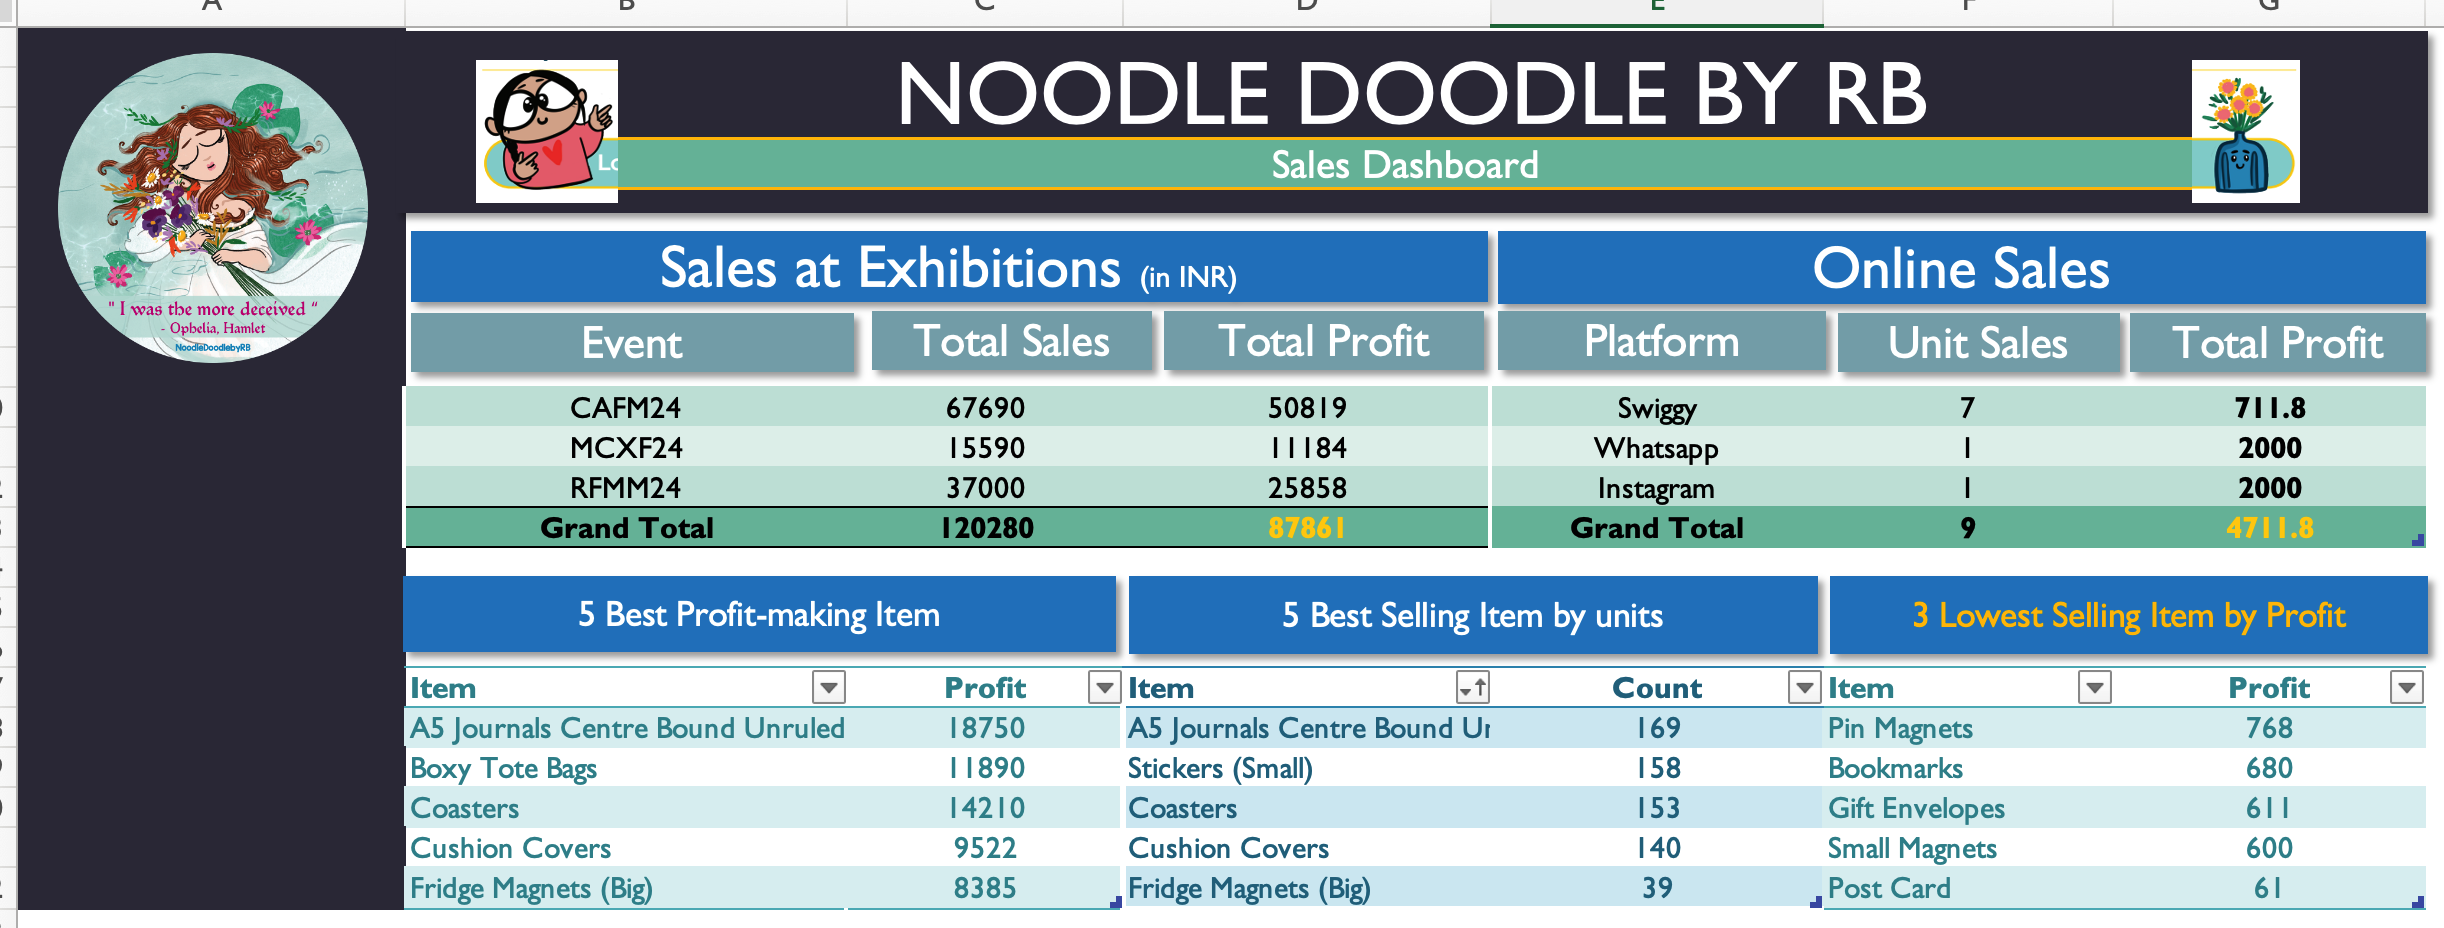 B C D E F G
NOODLE DOODLE BY RB
Sales Dashboard
" I was the more deceived “
- Ophelia, Hamlet
NoodleDoodlebyRB
Sales at Exhibitions (in INR) Online Sales
Event Total Sales Total Profit Platform Unit Sales Total Profit
CAFM24 67690 50819 Swiggy 7 711.8
MCXF24 15590 11184 Whatsapp 1 2000
RFMM24 37000 25858 Instagram 1 2000
Grand Total 120280 87861 Grand Total 9 4711.8
5 Best Profit-making Item 5 Best Selling Item by units 3 Lowest Selling Item by Profit
Item Profit Item Count Item Profit
A5 Journals Centre Bound Unruled 18750 A5 Journals Centre Bound Ur 169 Pin Magnets 768
Boxy Tote Bags 11890 Stickers (Small) 158 Bookmarks 680
Coasters 14210 Coasters 153 Gift Envelopes 611
Cushion Covers 9522 Cushion Covers 140 Small Magnets 600
Fridge Magnets (Big) 8385 Fridge Magnets (Big) 39 Post Card 61